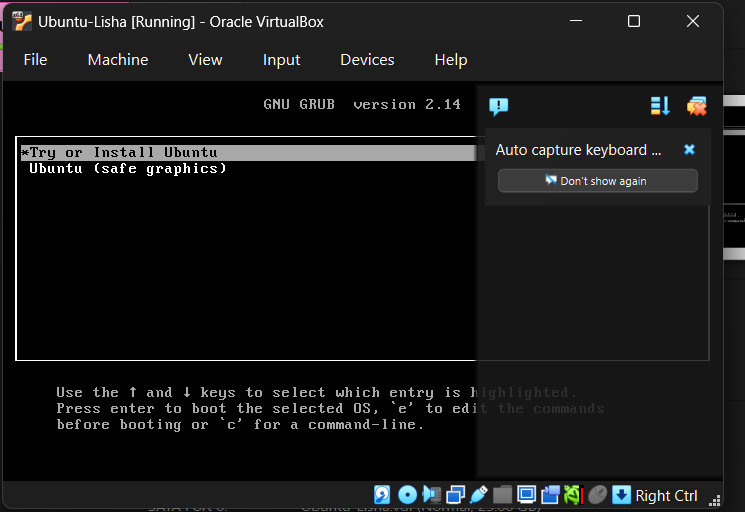 Ubuntu-Lisha [Running] - Oracle VirtualBox
File Machine View Input Devices Help
GNU GRUB version 2.14
Auto capture keyboard ...
Don't show again
*Try or Install Ubuntu
Ubuntu (safe graphics)
Use the ↑ and ↓ keys to select which entry is highlighted.
Press enter to boot the selected OS, `e' to edit the commands
before booting or `c' for a command-line.
Right Ctrl